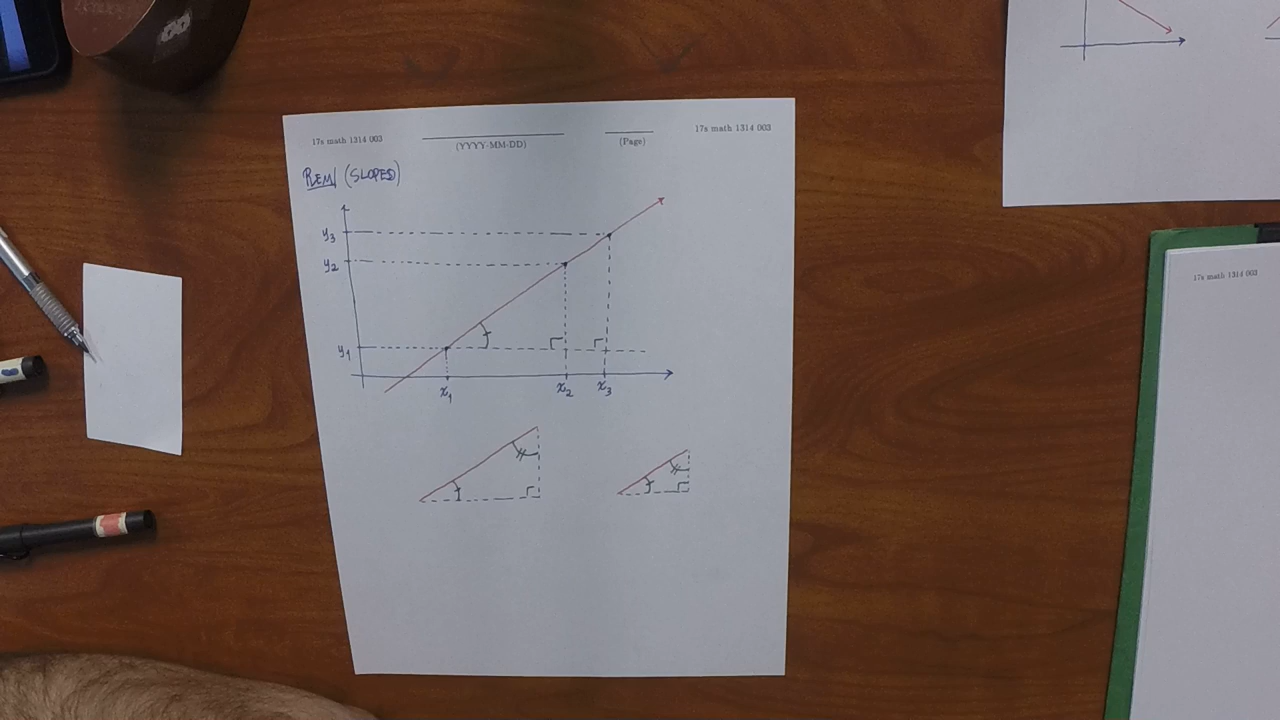 17s math 1314 003
(YYYY-MM-DD)
(Page)
17s math 1314 003
REM (SLOPES)
y3
y2
y1
x1 x2 x3
17s math 1314 003